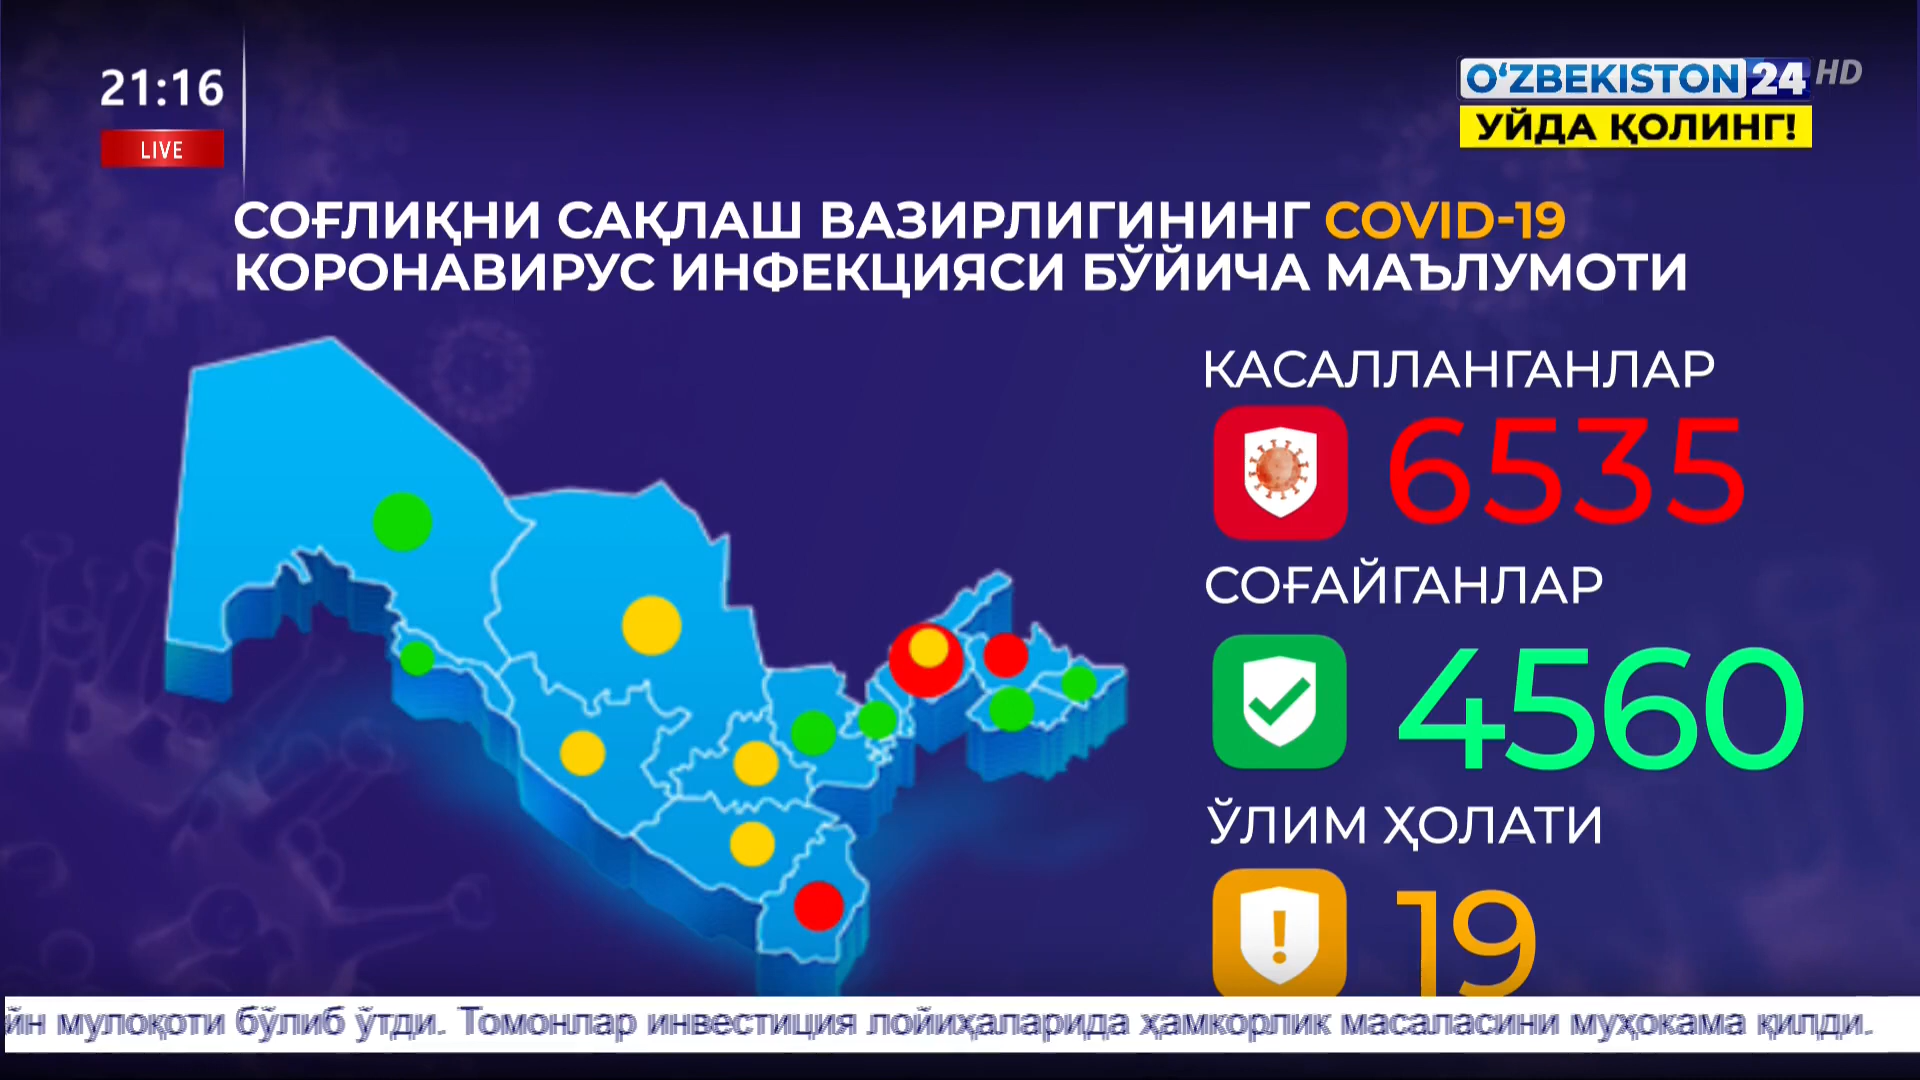 21:16
LIVE
O‘ZBEKISTON 24 HD
УЙДА ҚОЛИНГ!
СОҒЛИҚНИ САҚЛАШ ВАЗИРЛИГИНИНГ COVID-19
КОРОНАВИРУС ИНФЕКЦИЯСИ БЎЙИЧА МАЪЛУМОТИ
КАСАЛЛАНГАНЛАР
6535
СОҒАЙГАНЛАР
4560
ЎЛИМ ҲОЛАТИ
19
йн мулоқоти бўлиб ўтди. Томонлар инвестиция лойиҳаларида ҳамкорлик масаласини муҳокама қилди.